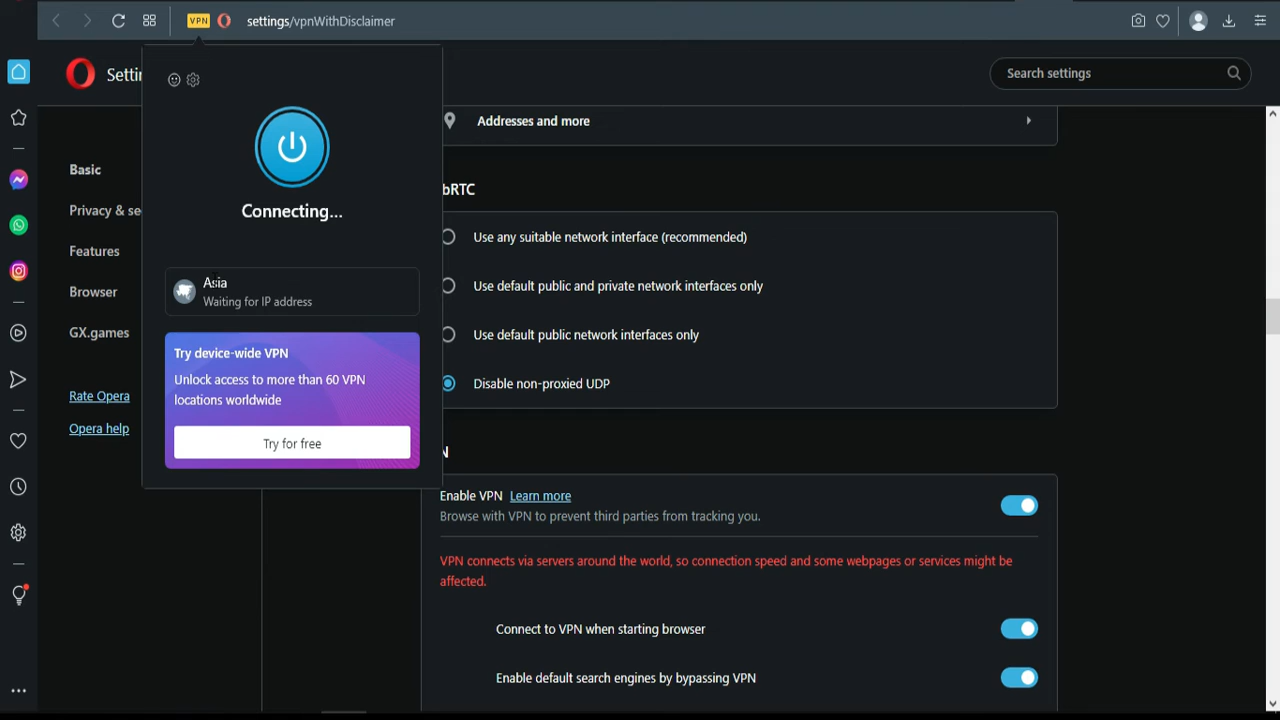 VPN
settings/vpnWithDisclaimer
Search settings
Basic
Features
Browser
GX.games
Rate Opera
Opera help
Connecting...
Asia
Waiting for IP address
Try device-wide VPN
Unlock access to more than 60 VPN
locations worldwide
Try for free
Addresses and more
Use any suitable network interface (recommended)
Use default public and private network interfaces only
Use default public network interfaces only
Disable non-proxied UDP
Enable VPN Learn more
Browse with VPN to prevent third parties from tracking you.
VPN connects via servers around the world, so connection speed and some webpages or services might be
affected.
Connect to VPN when starting browser
Enable default search engines by bypassing VPN